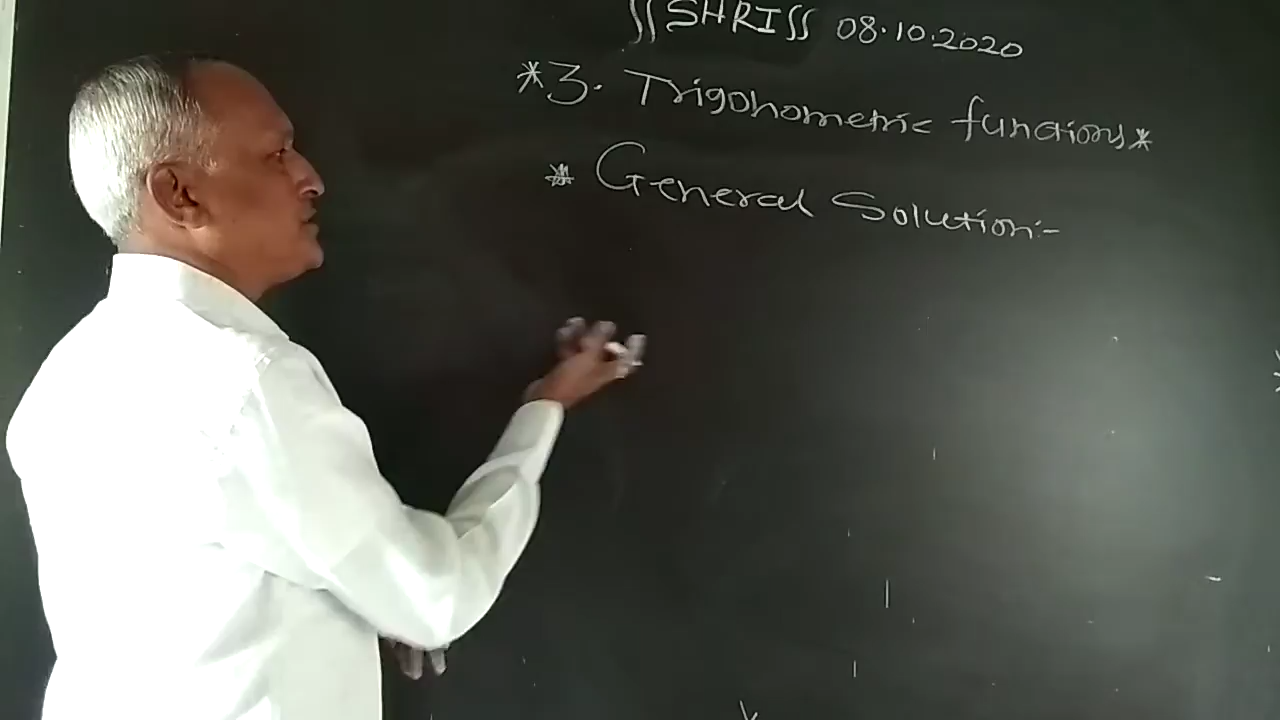 ∫∫ SHRI ∫∫ 08.10.2020
*3. Trigonometric functions*
* General Solution:-